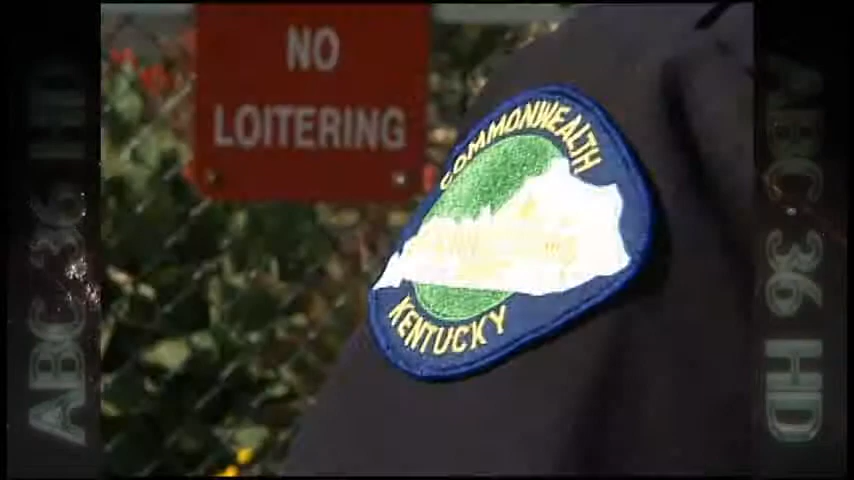 NO
LOITERING
COMMONWEALTH
KENTUCKY
ABC 36 HD
ABC 36 HD